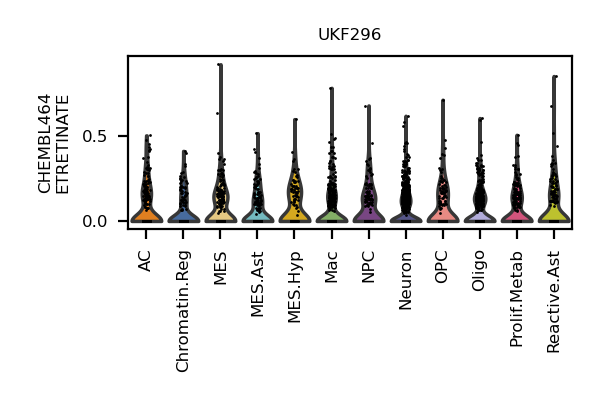 UKF296
CHEMBL464
ETRETINATE
0.5
0.0
AC
Chromatin.Reg
MES
MES.Ast
MES.Hyp
Mac
NPC
Neuron
OPC
Oligo
Prolif.Metab
Reactive.Ast